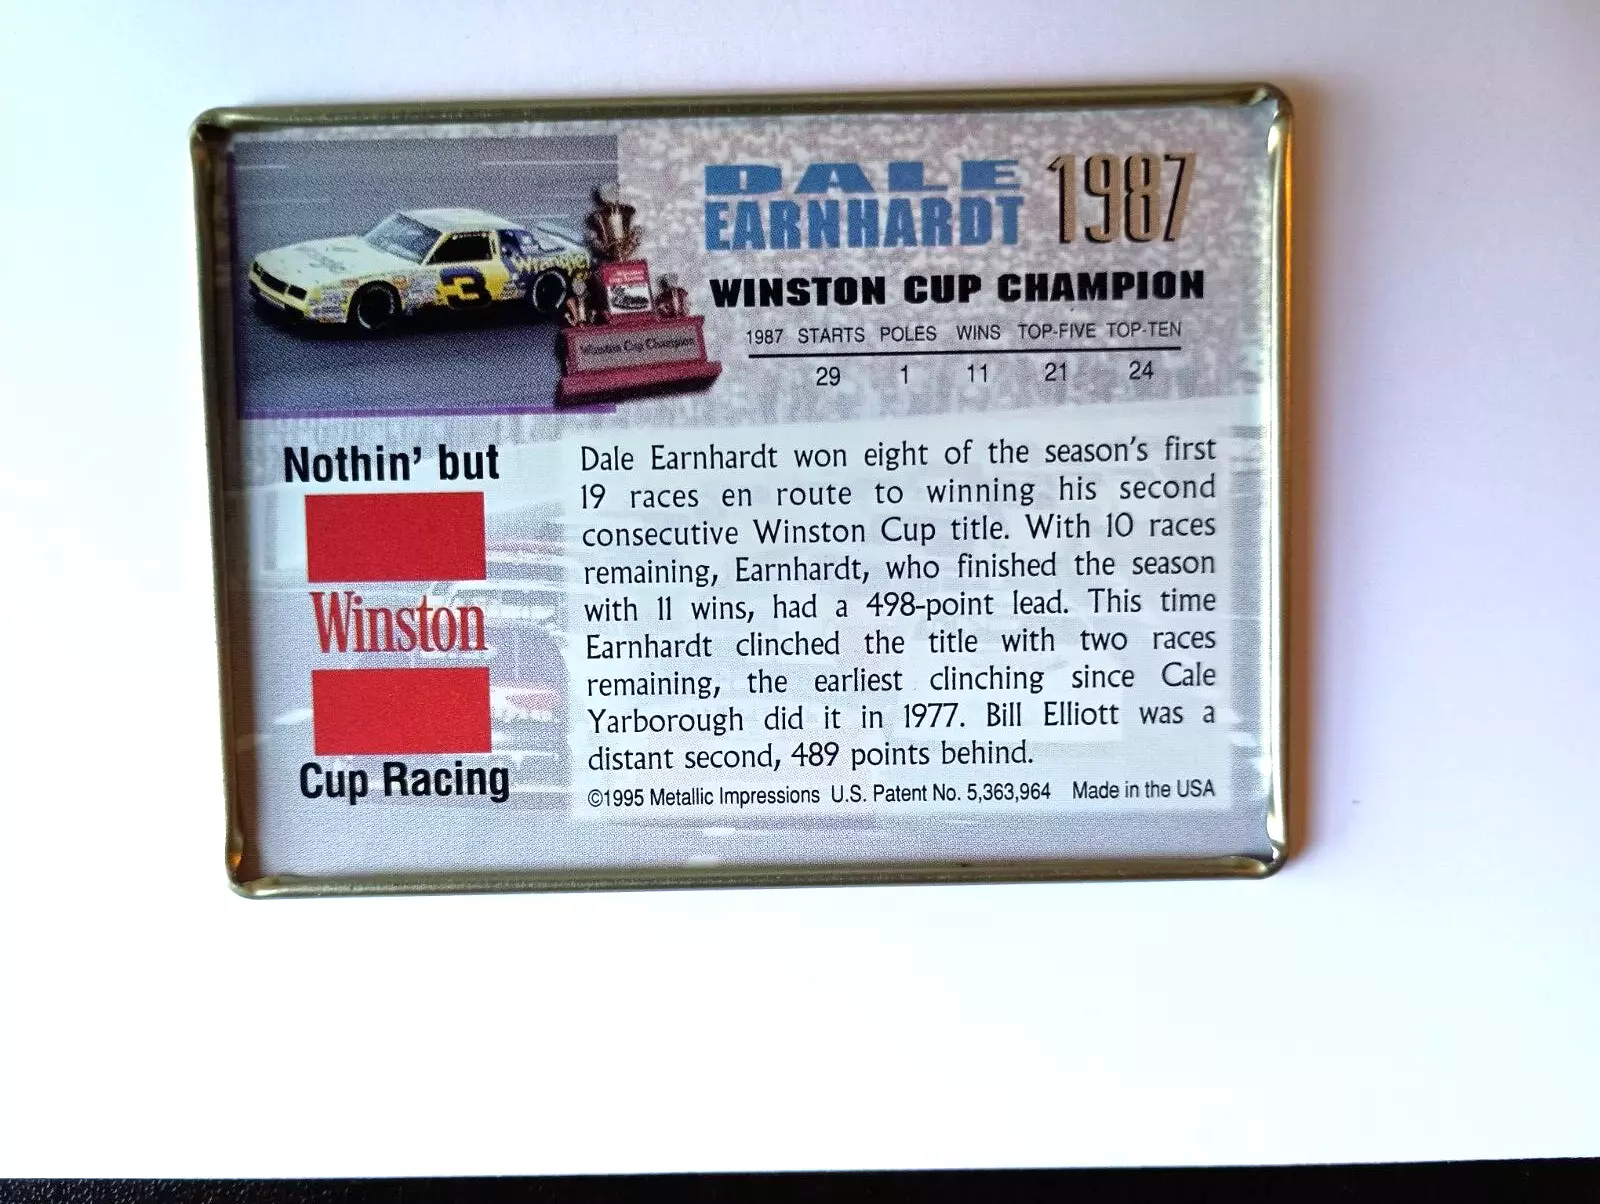 DALE
EARNHARDT 1987
WINSTON CUP CHAMPION
1987 STARTS POLES WINS TOP-FIVE TOP-TEN
29 1 11 21 24
3
Wrangler
Winston Cup Champion
Nothin' but
Winston
Cup Racing
Dale Earnhardt won eight of the season's first
19 races en route to winning his second
consecutive Winston Cup title. With 10 races
remaining, Earnhardt, who finished the season
with 11 wins, had a 498-point lead. This time
Earnhardt clinched the title with two races
remaining, the earliest clinching since Cale
Yarborough did it in 1977. Bill Elliott was a
distant second, 489 points behind.
©1995 Metallic Impressions U.S. Patent No. 5,363,964 Made in the USA